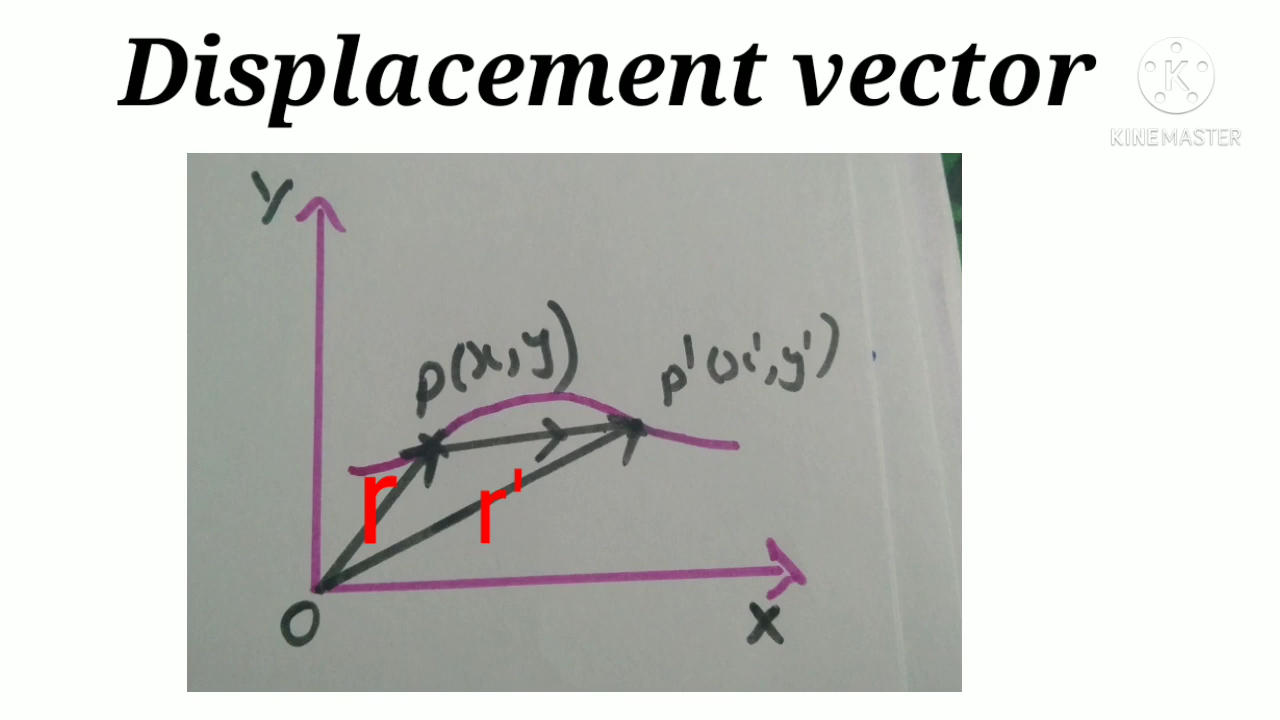 Displacement vector
K
KINEMASTER
Y
P(x,y)
P'(x',y')
r
r'
O
X